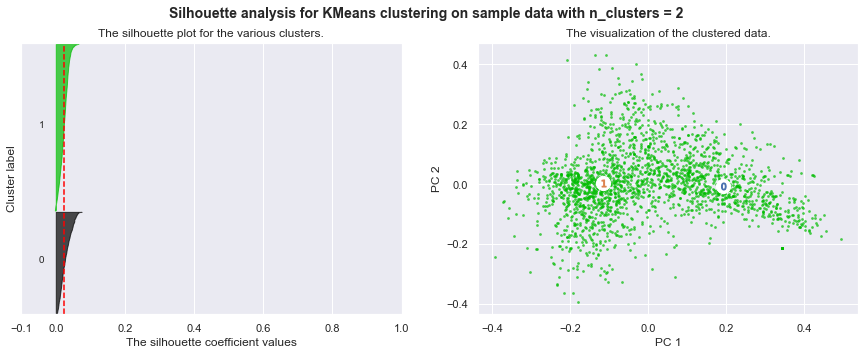 Silhouette analysis for KMeans clustering on sample data with n_clusters = 2
The silhouette plot for the various clusters.
Cluster label
1
0
−0.1 0.0 0.2 0.4 0.6 0.8 1.0
The silhouette coefficient values
The visualization of the clustered data.
PC 2
0.4
0.2
0.0
−0.2
−0.4
1
0
−0.4 −0.2 0.0 0.2 0.4
PC 1